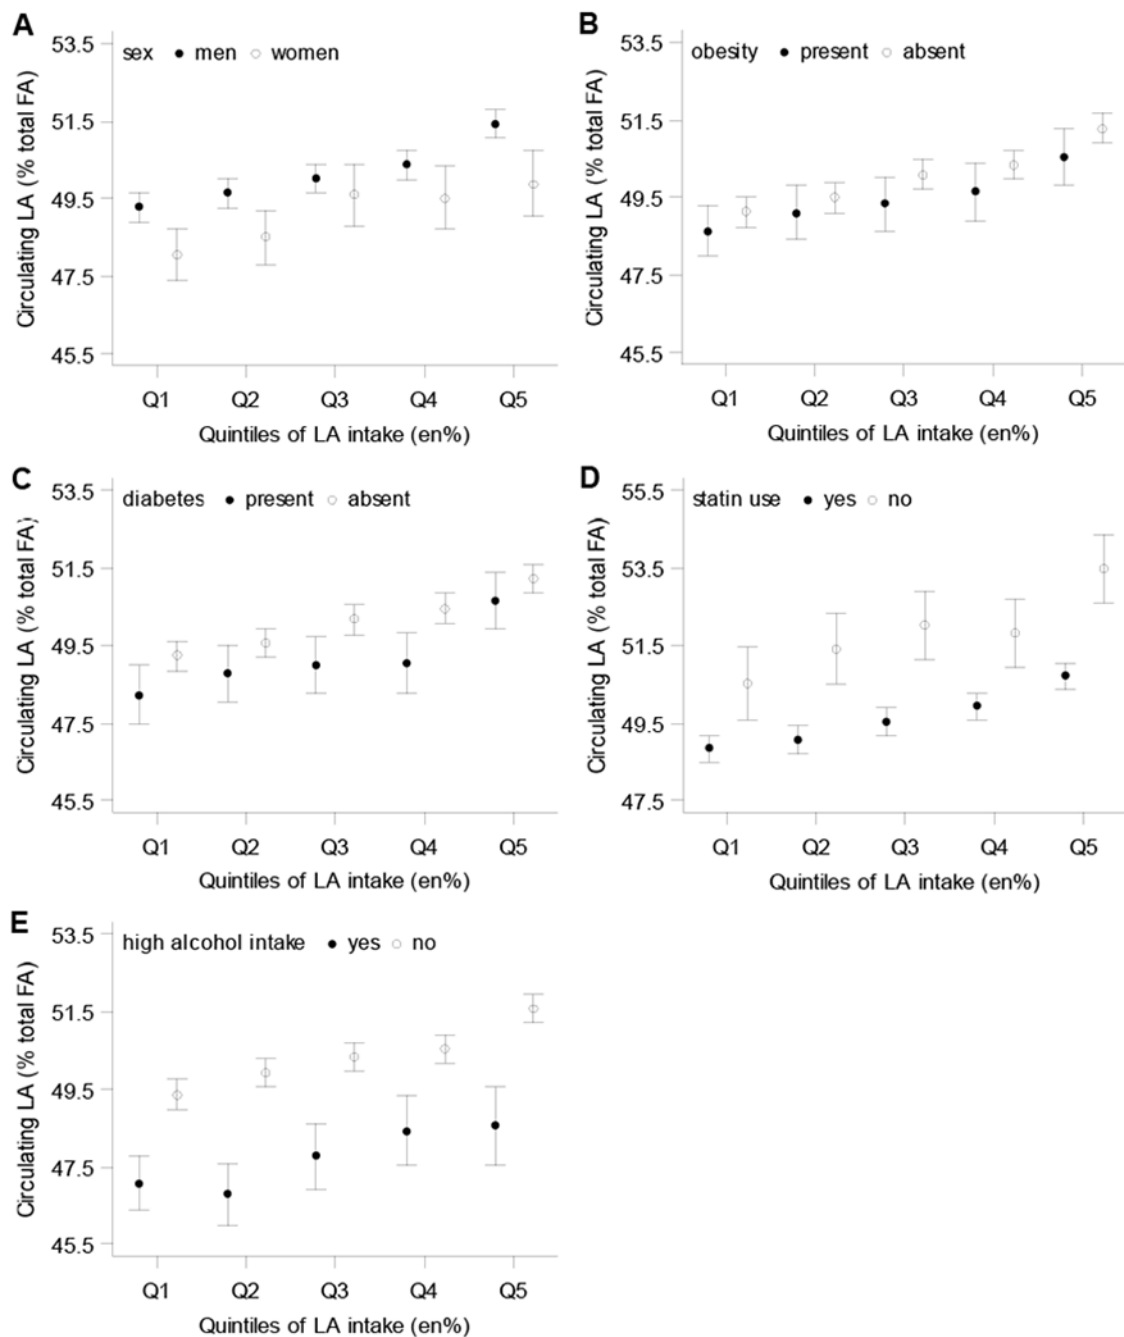 A
53.5
sex ● men ○ women
51.5
49.5
47.5
45.5
Circulating LA (% total FA)
Q1 Q2 Q3 Q4 Q5
Quintiles of LA intake (en%)
B
53.5
obesity ● present ○ absent
51.5
49.5
47.5
45.5
Circulating LA (% total FA)
Q1 Q2 Q3 Q4 Q5
Quintiles of LA intake (en%)
C
53.5
diabetes ● present ○ absent
51.5
49.5
47.5
45.5
Circulating LA (% total FA)
Q1 Q2 Q3 Q4 Q5
Quintiles of LA intake (en%)
D
55.5
statin use ● yes ○ no
53.5
51.5
49.5
47.5
Circulating LA (% total FA)
Q1 Q2 Q3 Q4 Q5
Quintiles of LA intake (en%)
E
53.5
high alcohol intake ● yes ○ no
51.5
49.5
47.5
45.5
Circulating LA (% total FA)
Q1 Q2 Q3 Q4 Q5
Quintiles of LA intake (en%)